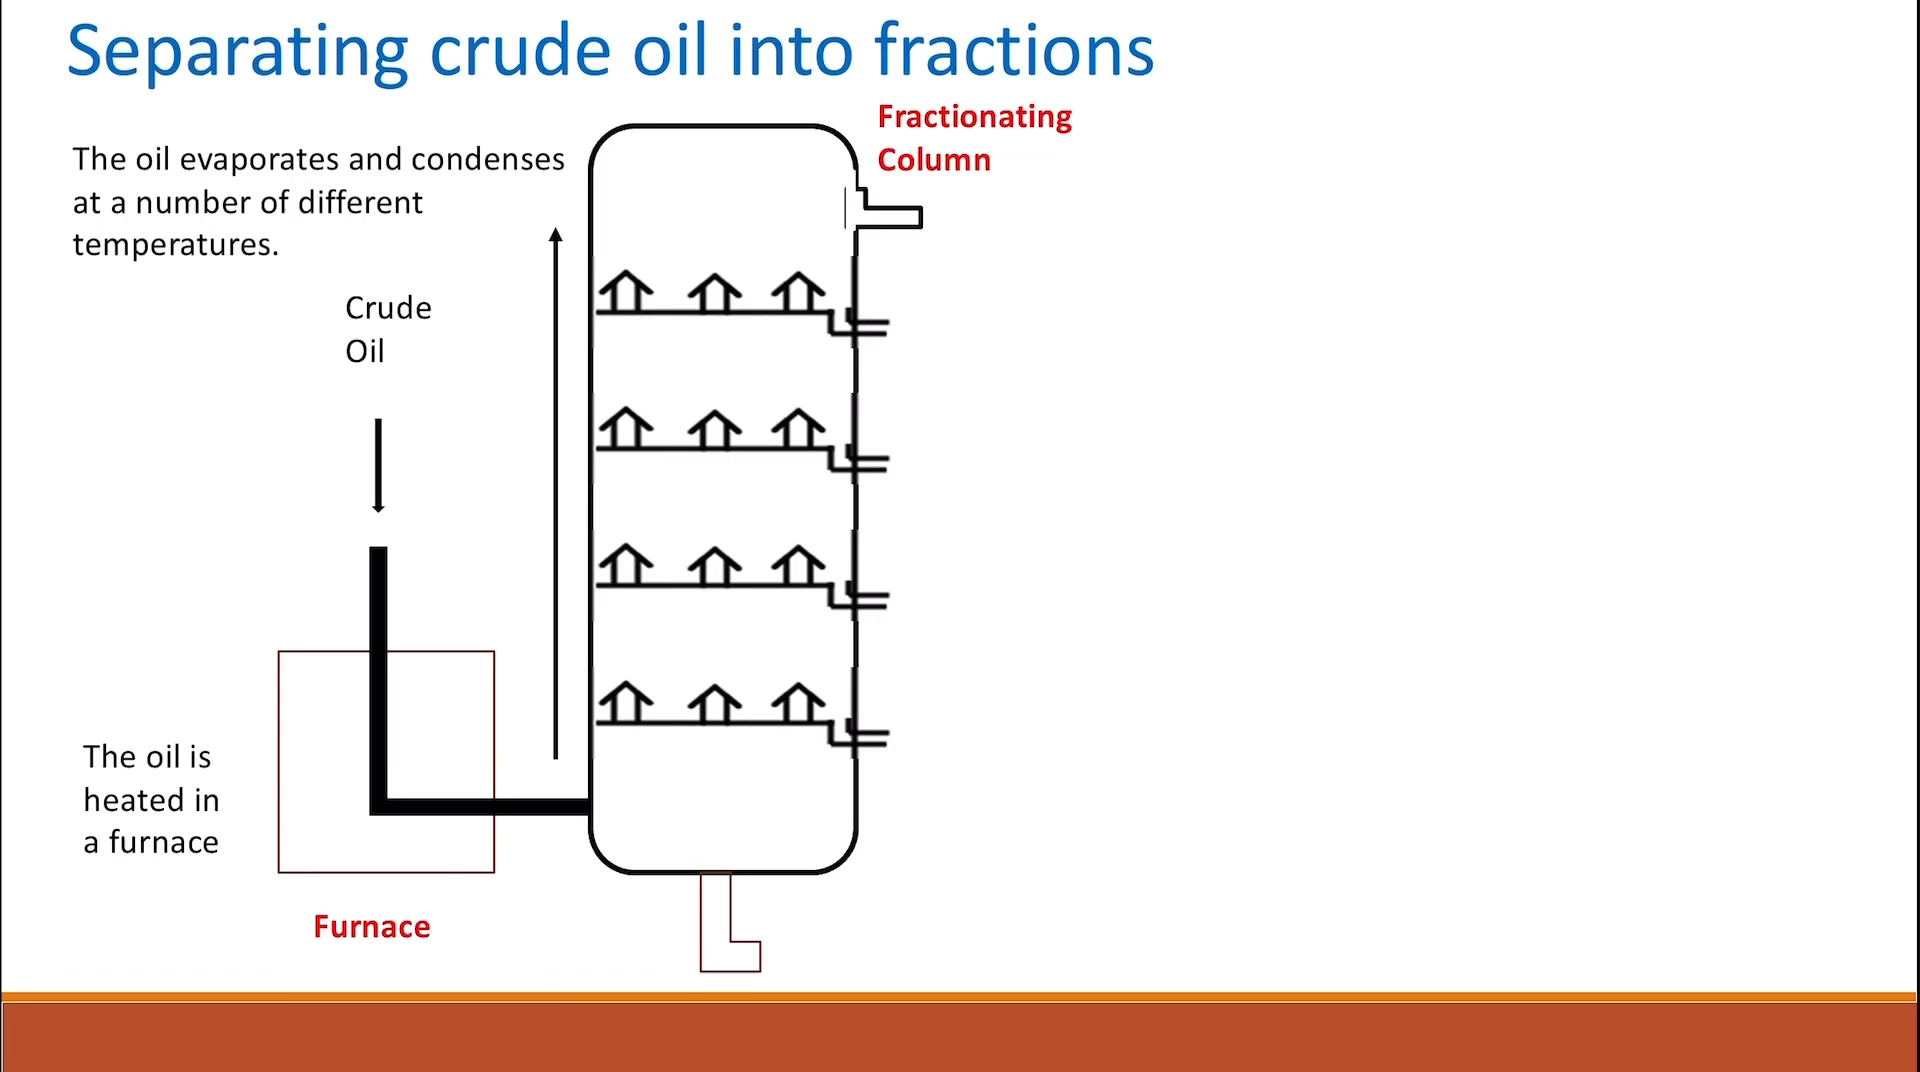 Separating crude oil into fractions
Fractionating
Column
The oil evaporates and condenses
at a number of different
temperatures.
Crude
Oil
The oil is
heated in
a furnace
Furnace